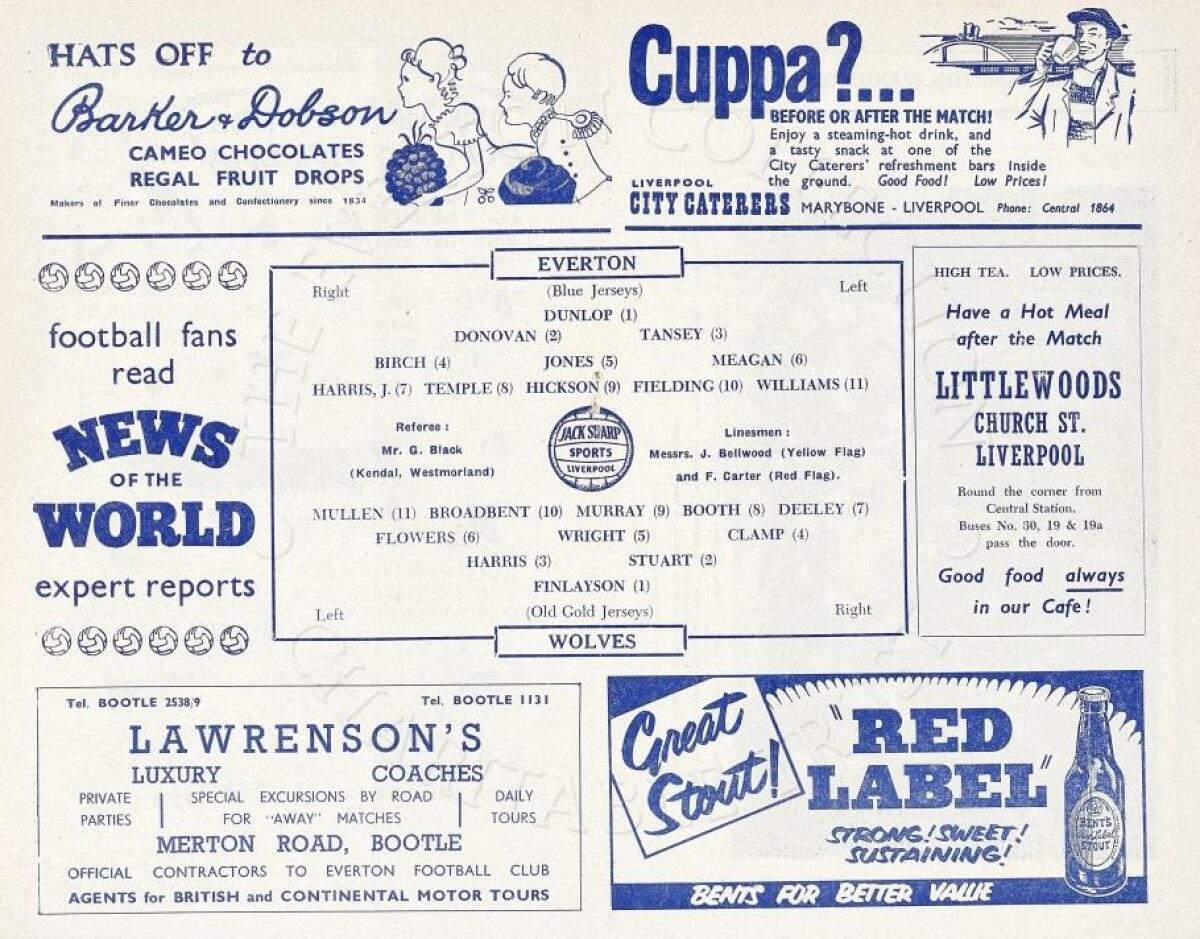 HATS OFF to
Barker & Dobson
CAMEO CHOCOLATES
REGAL FRUIT DROPS
Makers of Finer Chocolates and Confectionery since 1834
Cuppa?...
BEFORE OR AFTER THE MATCH!
Enjoy a steaming-hot drink, and
a tasty snack at one of the
City Caterers' refreshment bars Inside
the ground. Good Food! Low Prices!
LIVERPOOL
CITY CATERERS MARYBONE - LIVERPOOL Phone: Central 1864
football fans
read
NEWS
OF THE
WORLD
expert reports
EVERTON
Right (Blue Jerseys) Left
DUNLOP (1)
DONOVAN (2) TANSEY (3)
BIRCH (4) JONES (5) MEAGAN (6)
HARRIS, J. (7) TEMPLE (8) HICKSON (9) FIELDING (10) WILLIAMS (11)
Referee :
Mr. G. Black
(Kendal, Westmorland)
JACK SHARP
SPORTS
LIVERPOOL
Linesmen :
Messrs. J. Bellwood (Yellow Flag)
and F. Carter (Red Flag).
MULLEN (11) BROADBENT (10) MURRAY (9) BOOTH (8) DEELEY (7)
FLOWERS (6) WRIGHT (5) CLAMP (4)
HARRIS (3) STUART (2)
FINLAYSON (1)
Left (Old Gold Jerseys) Right
WOLVES
HIGH TEA. LOW PRICES.
Have a Hot Meal
after the Match
LITTLEWOODS
CHURCH ST.
LIVERPOOL
Round the corner from
Central Station.
Buses No. 30, 19 & 19a
pass the door.
Good food always
in our Cafe!
Tel. BOOTLE 2538/9 Tel. BOOTLE 1131
LAWRENSON'S
LUXURY COACHES
PRIVATE PARTIES
SPECIAL EXCURSIONS BY ROAD
FOR "AWAY" MATCHES
DAILY TOURS
MERTON ROAD, BOOTLE
OFFICIAL CONTRACTORS TO EVERTON FOOTBALL CLUB
AGENTS for BRITISH and CONTINENTAL MOTOR TOURS
Great
Stout!
"RED
LABEL"
STRONG! SWEET!
SUSTAINING!
BENT'S
STOUT
BENTS FOR BETTER VALUE